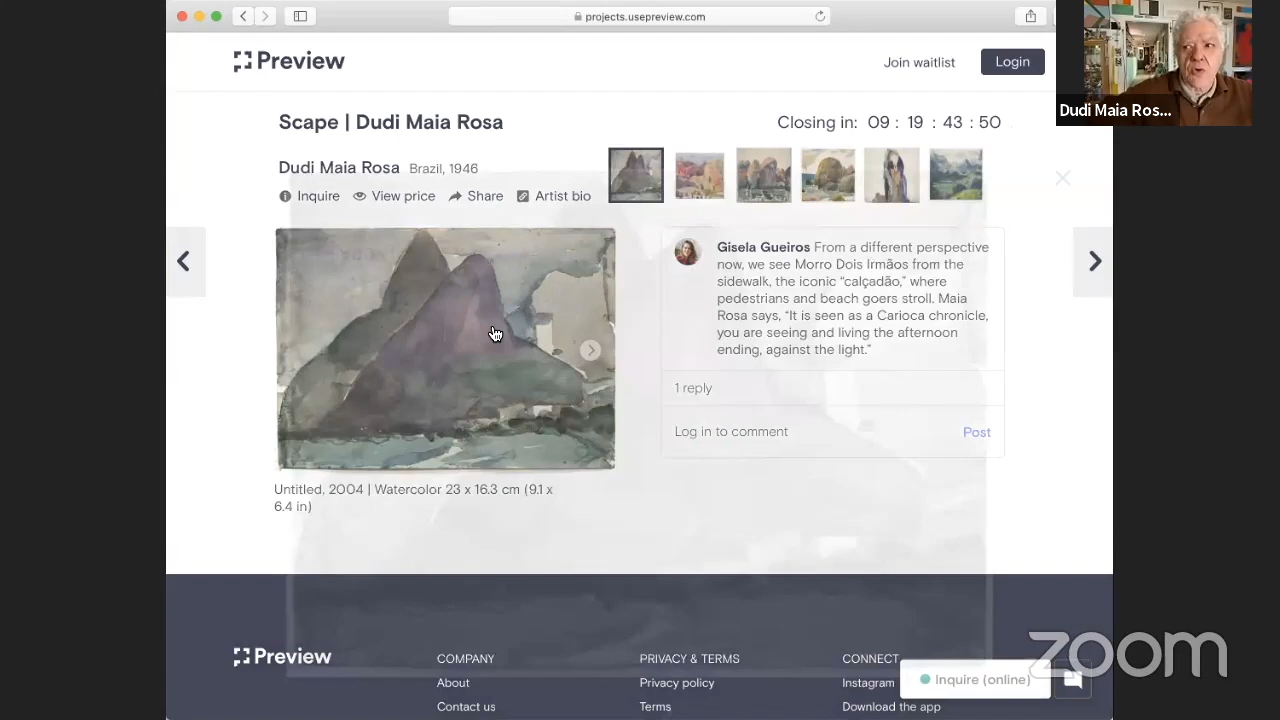 projects.usepreview.com
Preview
Join waitlist
Login
Dudi Maia Ros...
Scape | Dudi Maia Rosa
Closing in: 09 : 19 : 43 : 50
Dudi Maia Rosa Brazil, 1946
Inquire View price Share Artist bio
Gisela Gueiros From a different perspective
now, we see Morro Dois Irmãos from the
sidewalk, the iconic “calçadão,” where
pedestrians and beach goers stroll. Maia
Rosa says, “It is seen as a Carioca chronicle,
you are seeing and living the afternoon
ending, against the light.”
1 reply
Log in to comment
Post
Untitled, 2004 | Watercolor 23 x 16.3 cm (9.1 x
6.4 in)
Preview
COMPANY
About
Contact us
PRIVACY & TERMS
Privacy policy
Terms
CONNECT
Instagram
Download the app
Inquire (online)
zoom